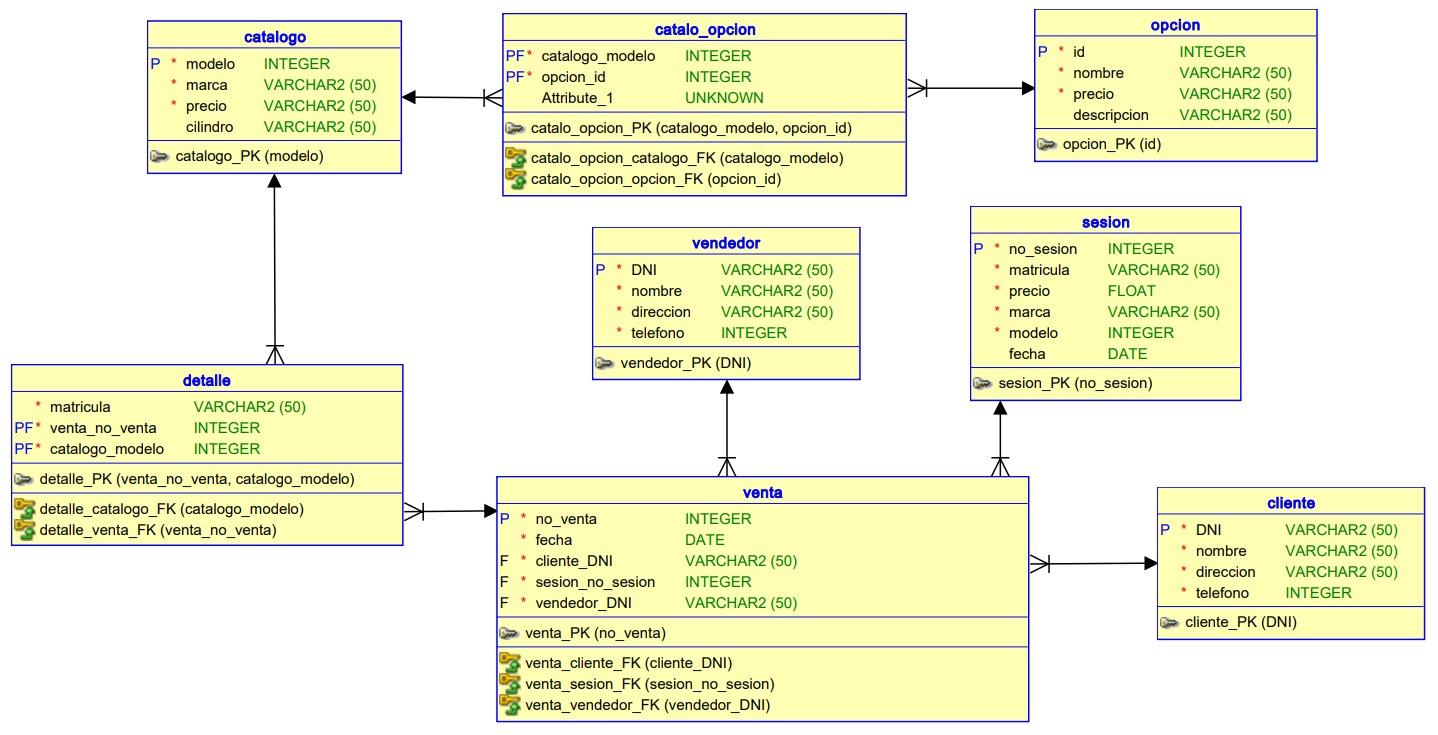 catalogo
P * modelo INTEGER
* marca VARCHAR2 (50)
* precio VARCHAR2 (50)
cilindro VARCHAR2 (50)
catalogo_PK (modelo)
catalo_opcion
PF* catalogo_modelo INTEGER
PF* opcion_id INTEGER
Attribute_1 UNKNOWN
catalo_opcion_PK (catalogo_modelo, opcion_id)
catalo_opcion_catalogo_FK (catalogo_modelo)
catalo_opcion_opcion_FK (opcion_id)
opcion
P * id INTEGER
* nombre VARCHAR2 (50)
* precio VARCHAR2 (50)
descripcion VARCHAR2 (50)
opcion_PK (id)
vendedor
P * DNI VARCHAR2 (50)
* nombre VARCHAR2 (50)
* direccion VARCHAR2 (50)
* telefono INTEGER
vendedor_PK (DNI)
sesion
P * no_sesion INTEGER
* matricula VARCHAR2 (50)
* precio FLOAT
* marca VARCHAR2 (50)
* modelo INTEGER
fecha DATE
sesion_PK (no_sesion)
detalle
* matricula VARCHAR2 (50)
PF* venta_no_venta INTEGER
PF* catalogo_modelo INTEGER
detalle_PK (venta_no_venta, catalogo_modelo)
detalle_catalogo_FK (catalogo_modelo)
detalle_venta_FK (venta_no_venta)
venta
P * no_venta INTEGER
* fecha DATE
F * cliente_DNI VARCHAR2 (50)
F * sesion_no_sesion INTEGER
F * vendedor_DNI VARCHAR2 (50)
venta_PK (no_venta)
venta_cliente_FK (cliente_DNI)
venta_sesion_FK (sesion_no_sesion)
venta_vendedor_FK (vendedor_DNI)
cliente
P * DNI VARCHAR2 (50)
* nombre VARCHAR2 (50)
* direccion VARCHAR2 (50)
* telefono INTEGER
cliente_PK (DNI)